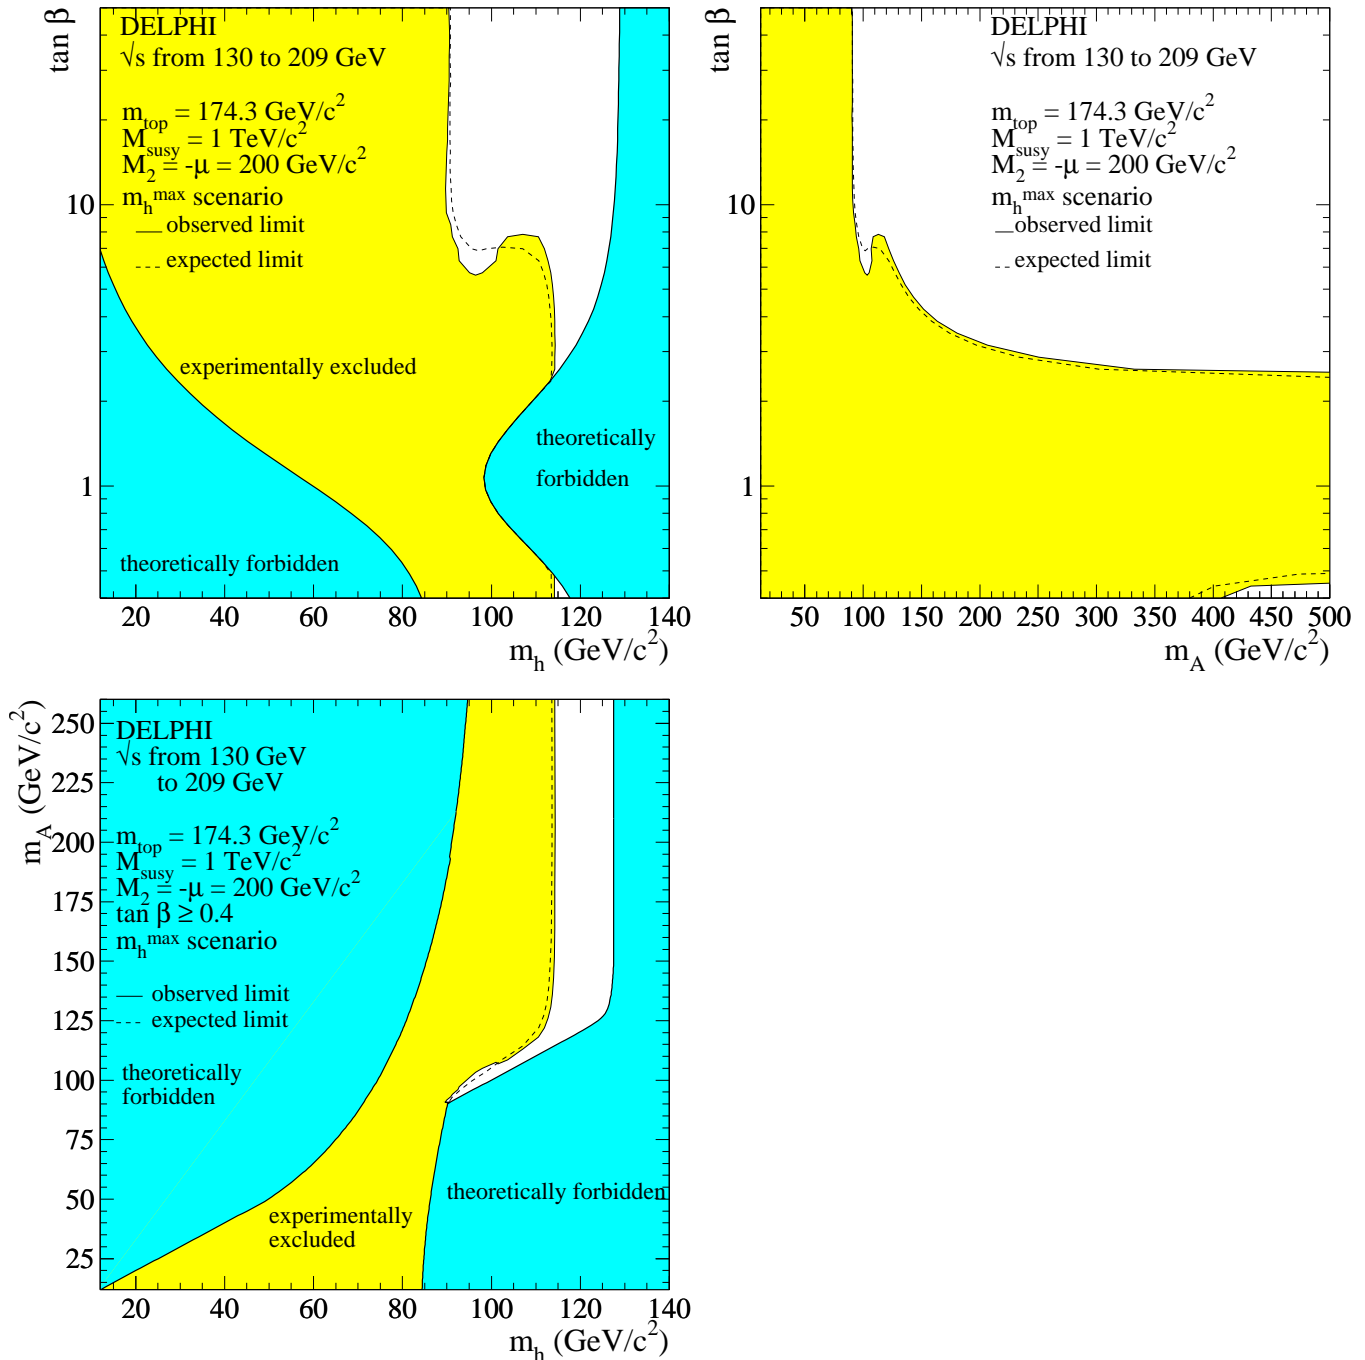 tan β
DELPHI
√s from 130 to 209 GeV
m_top = 174.3 GeV/c²
M_susy = 1 TeV/c²
M_2 = -μ = 200 GeV/c²
m_h^max scenario
observed limit
expected limit
experimentally excluded
theoretically
forbidden
theoretically forbidden
10
1
20 40 60 80 100 120 140
m_h (GeV/c²)
tan β
DELPHI
√s from 130 to 209 GeV
m_top = 174.3 GeV/c²
M_susy = 1 TeV/c²
M_2 = -μ = 200 GeV/c²
m_h^max scenario
observed limit
expected limit
10
1
50 100 150 200 250 300 350 400 450 500
m_A (GeV/c²)
m_A (GeV/c²)
DELPHI
√s from 130 GeV
to 209 GeV
m_top = 174.3 GeV/c²
M_susy = 1 TeV/c²
M_2 = -μ = 200 GeV/c²
tan β ≥ 0.4
m_h^max scenario
observed limit
expected limit
theoretically
forbidden
theoretically forbidden
experimentally
excluded
250
225
200
175
150
125
100
75
50
25
20 40 60 80 100 120 140
m_h (GeV/c²)